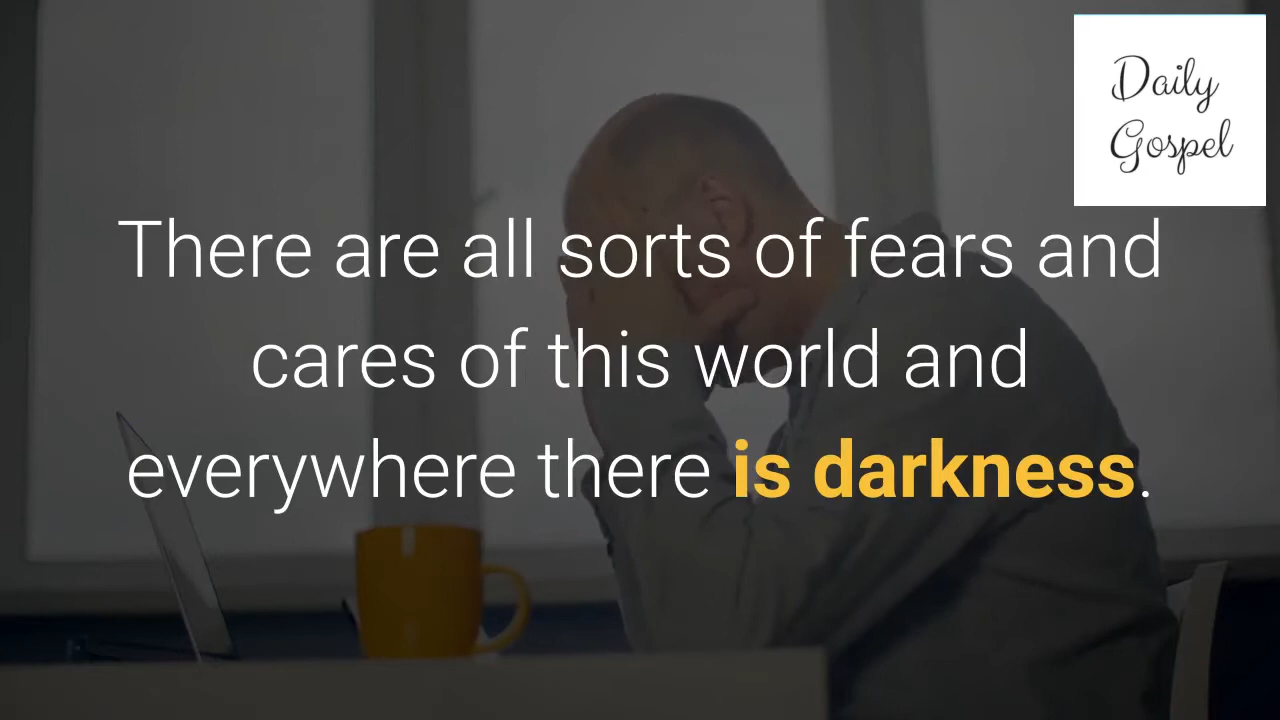 Daily
Gospel
There are all sorts of fears and
cares of this world and
everywhere there is darkness.